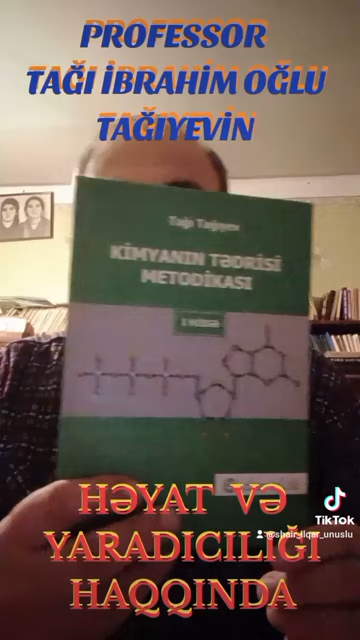 PROFESSOR
TAĞI İBRAHİM OĞLU
TAĞIYEVİN
Tağı Tağıyev
KİMYANIN TƏDRİSİ
METODİKASI
I HİSSƏ
HƏYAT VƏ
YARADICILIĞI
HAQQINDA
TikTok
@shair_ilqar_unuslu